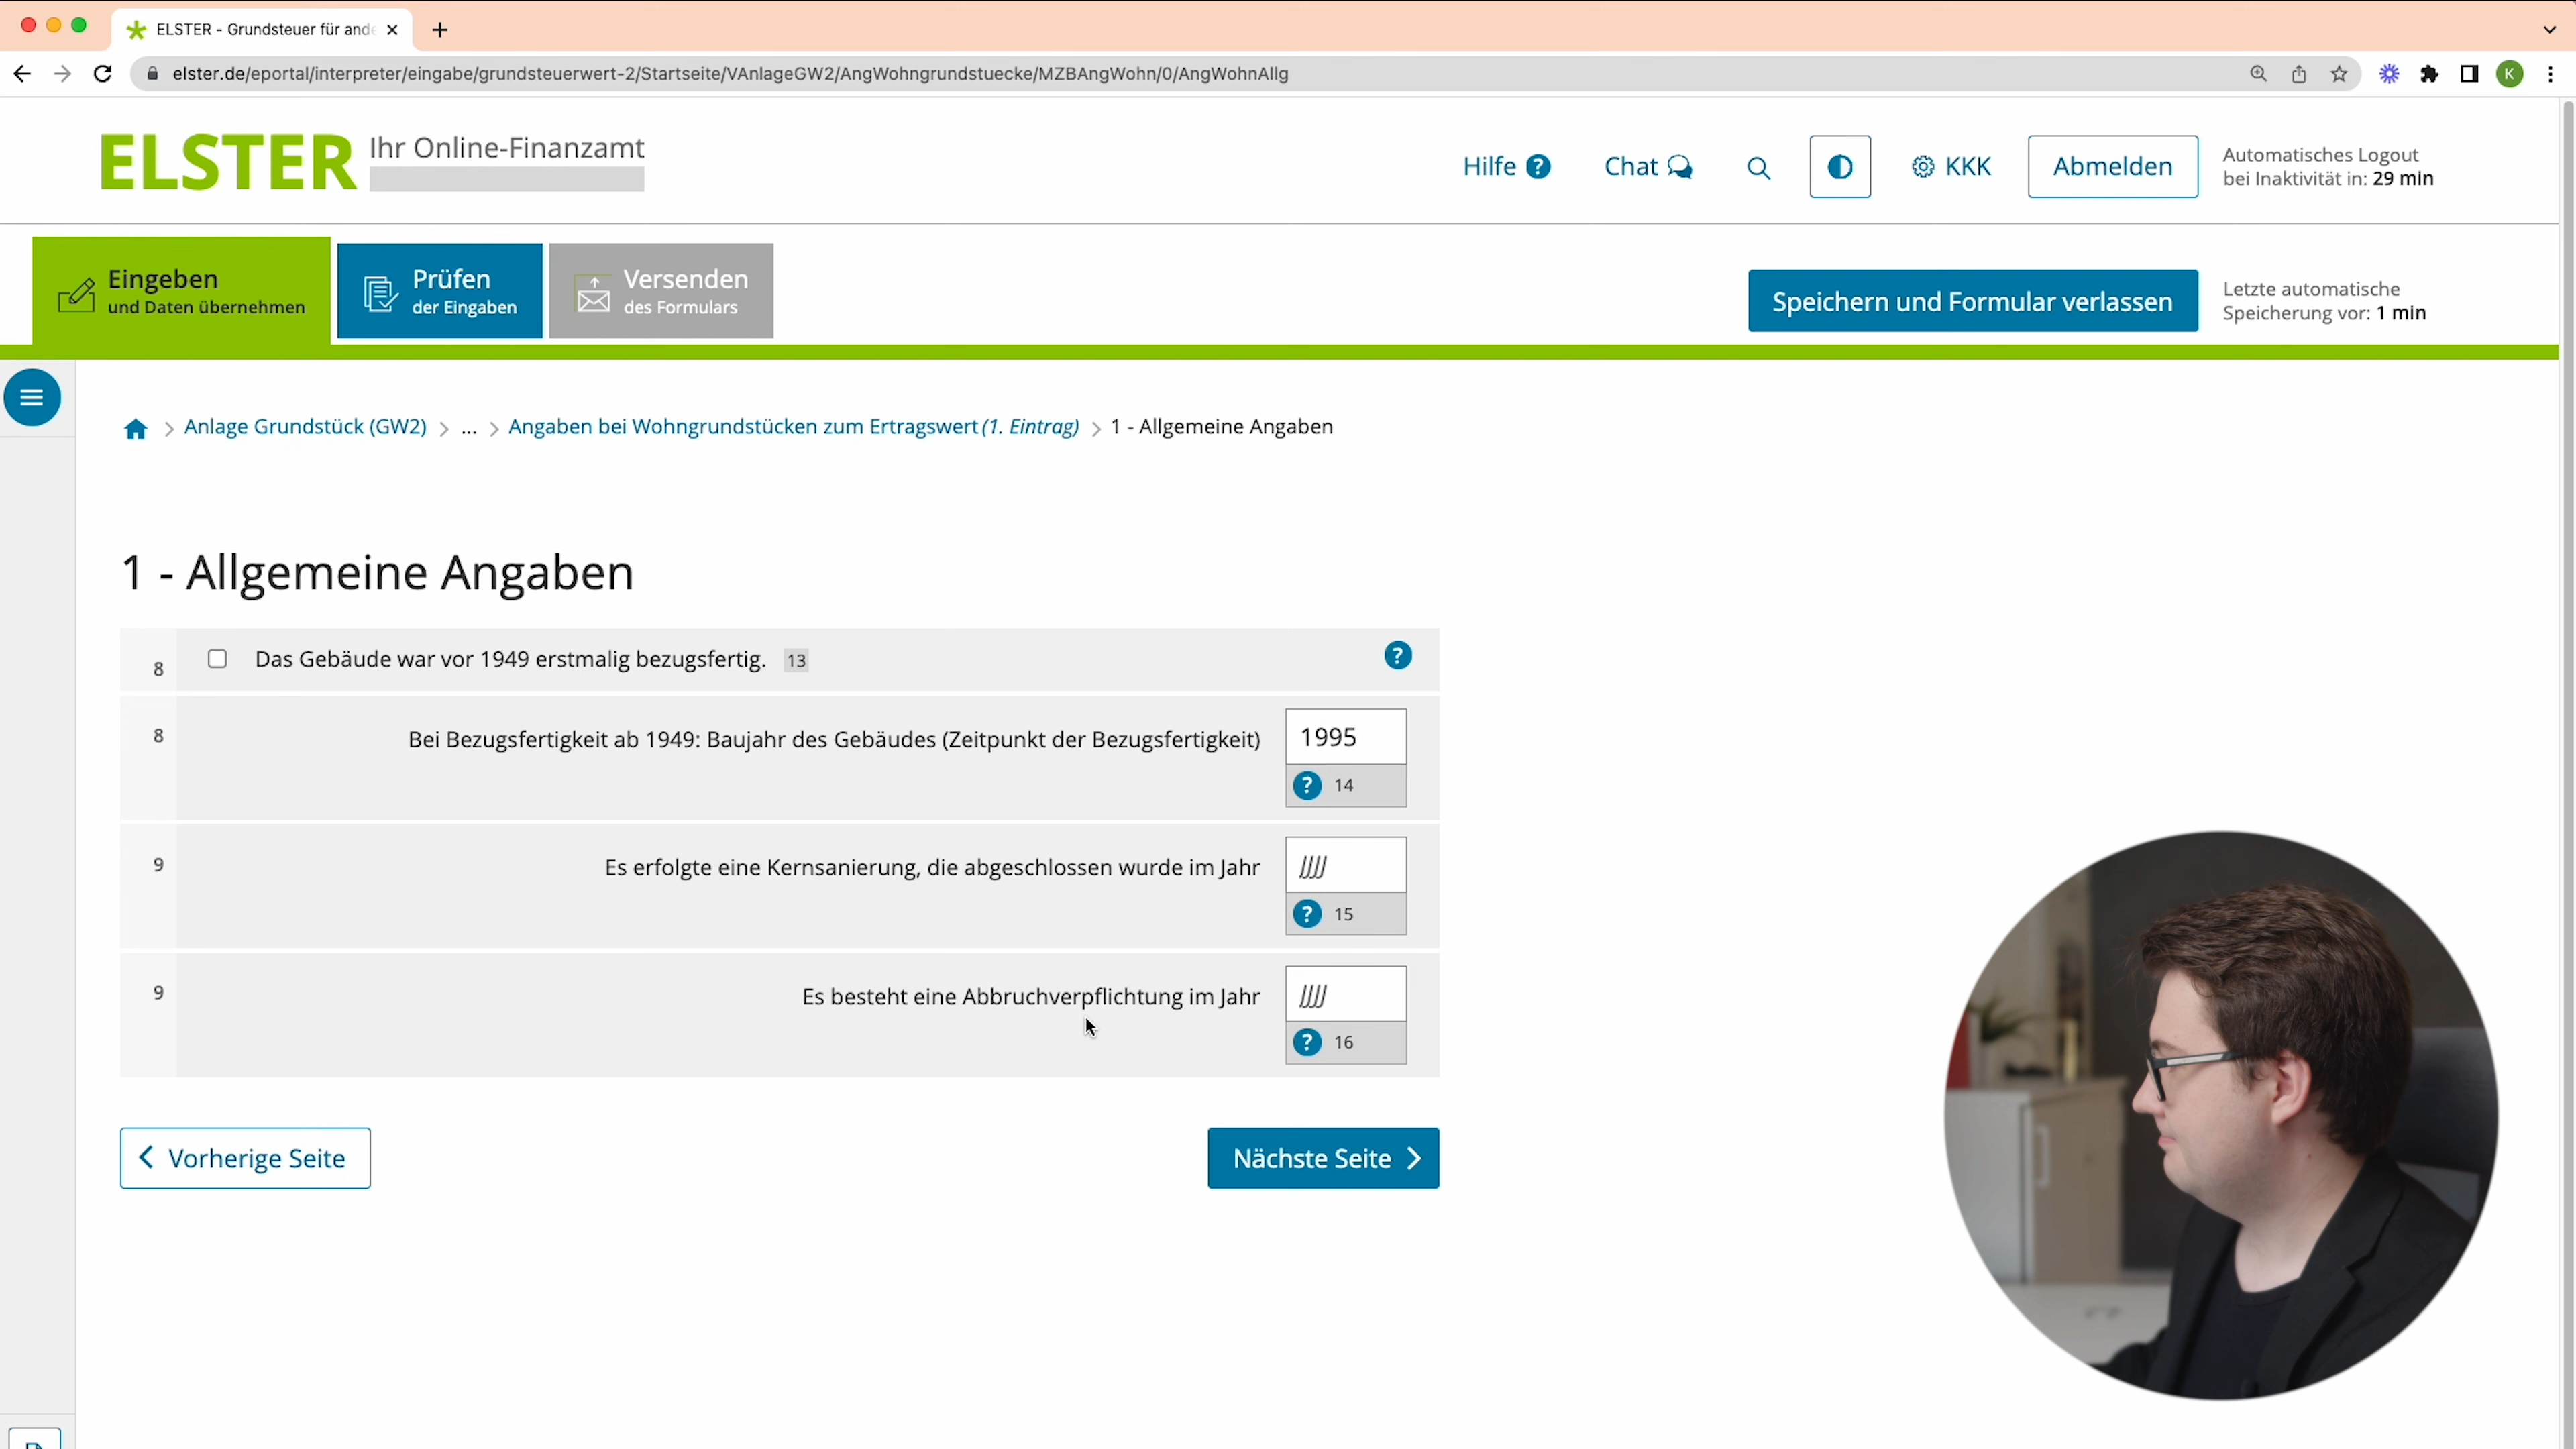 ELSTER - Grundsteuer für and
elster.de/eportal/interpreter/eingabe/grundsteuerwert-2/Startseite/VAnlageGW2/AngWohngrundstuecke/MZBAngWohn/0/AngWohnAllg
K
ELSTER
Ihr Online-Finanzamt
Hilfe ?
Chat
KKK
Abmelden
Automatisches Logout
bei Inaktivität in: 29 min
Eingeben
und Daten übernehmen
Prüfen
der Eingaben
Versenden
des Formulars
Speichern und Formular verlassen
Letzte automatische
Speicherung vor: 1 min
> Anlage Grundstück (GW2) > ... > Angaben bei Wohngrundstücken zum Ertragswert (1. Eintrag) > 1 - Allgemeine Angaben
1 - Allgemeine Angaben
8 Das Gebäude war vor 1949 erstmalig bezugsfertig. 13 ?
8 Bei Bezugsfertigkeit ab 1949: Baujahr des Gebäudes (Zeitpunkt der Bezugsfertigkeit) 1995
? 14
9 Es erfolgte eine Kernsanierung, die abgeschlossen wurde im Jahr JJJJ
? 15
9 Es besteht eine Abbruchverpflichtung im Jahr JJJJ
? 16
< Vorherige Seite
Nächste Seite >